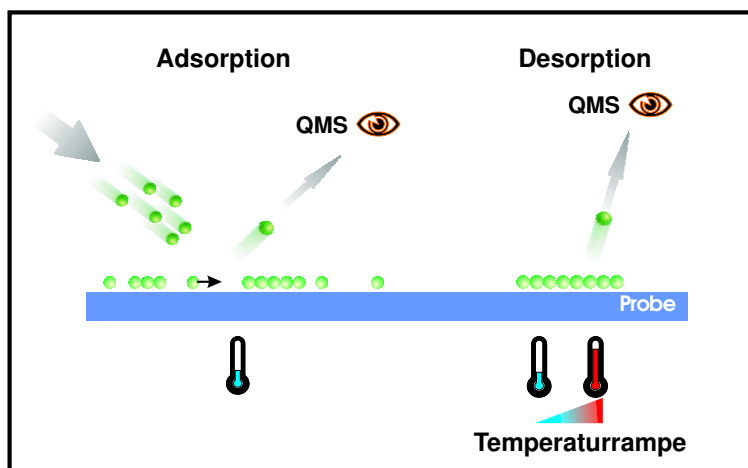 Adsorption
Desorption
QMS
QMS
Probe
Temperaturrampe